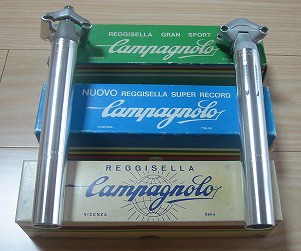 REGGISELLA GRAN SPORT
Campagnolo
NUOVO REGGISELLA SUPER RECORD
Campagnolo
VICENZA ITALIA
REGGISELLA
Campagnolo
VICENZA Italia